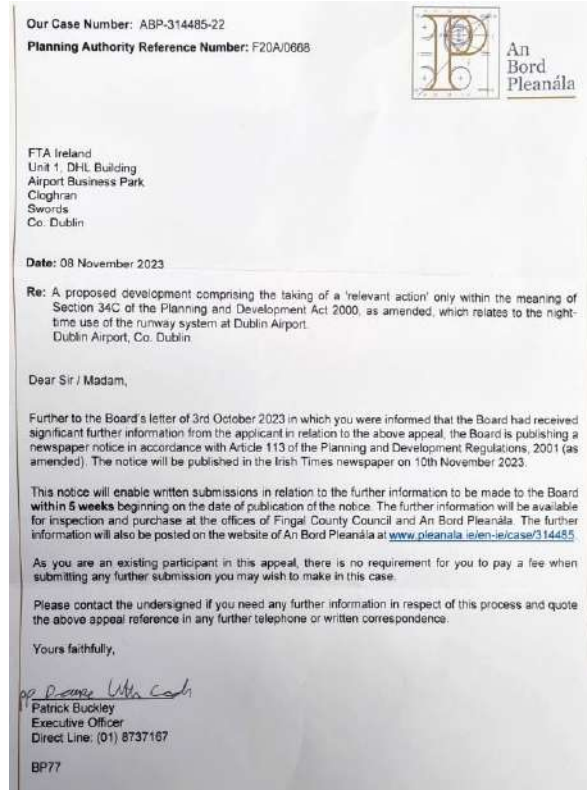 Our Case Number: ABP-314485-22
Planning Authority Reference Number: F20A/0668
An
Bord
Pleanála
FTA Ireland
Unit 1, DHL Building
Airport Business Park
Cloghran
Swords
Co. Dublin
Date: 08 November 2023
Re: A proposed development comprising the taking of a 'relevant action' only within the meaning of
Section 34C of the Planning and Development Act 2000, as amended, which relates to the night-
time use of the runway system at Dublin Airport.
Dublin Airport, Co. Dublin
Dear Sir / Madam,
Further to the Board's letter of 3rd October 2023 in which you were informed that the Board had received
significant further information from the applicant in relation to the above appeal, the Board is publishing a
newspaper notice in accordance with Article 113 of the Planning and Development Regulations, 2001 (as
amended). The notice will be published in the Irish Times newspaper on 10th November 2023.
This notice will enable written submissions in relation to the further information to be made to the Board
within 5 weeks beginning on the date of publication of the notice. The further information will be available
for inspection and purchase at the offices of Fingal County Council and An Bord Pleanála. The further
information will also be posted on the website of An Bord Pleanála at www.pleanala.ie/en-ie/case/314485.
As you are an existing participant in this appeal, there is no requirement for you to pay a fee when
submitting any further submission you may wish to make in this case.
Please contact the undersigned if you need any further information in respect of this process and quote
the above appeal reference in any further telephone or written correspondence.
Yours faithfully,
pp
Patrick Buckley
Executive Officer
Direct Line: (01) 8737167
BP77